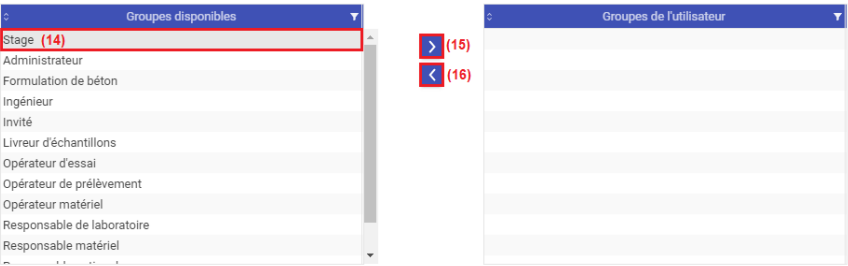 Groupes disponibles
Groupes de l'utilisateur
Stage (14)
(15)
Administrateur
(16)
Formulation de béton
Ingénieur
Invité
Livreur d'échantillons
Opérateur d'essai
Opérateur de prélèvement
Opérateur matériel
Responsable de laboratoire
Responsable matériel